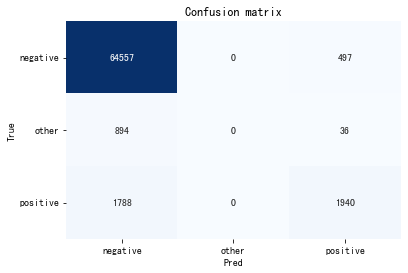 Confusion matrix
negative 64557 0 497
other 894 0 36
positive 1788 0 1940
negative other positive
Pred
True